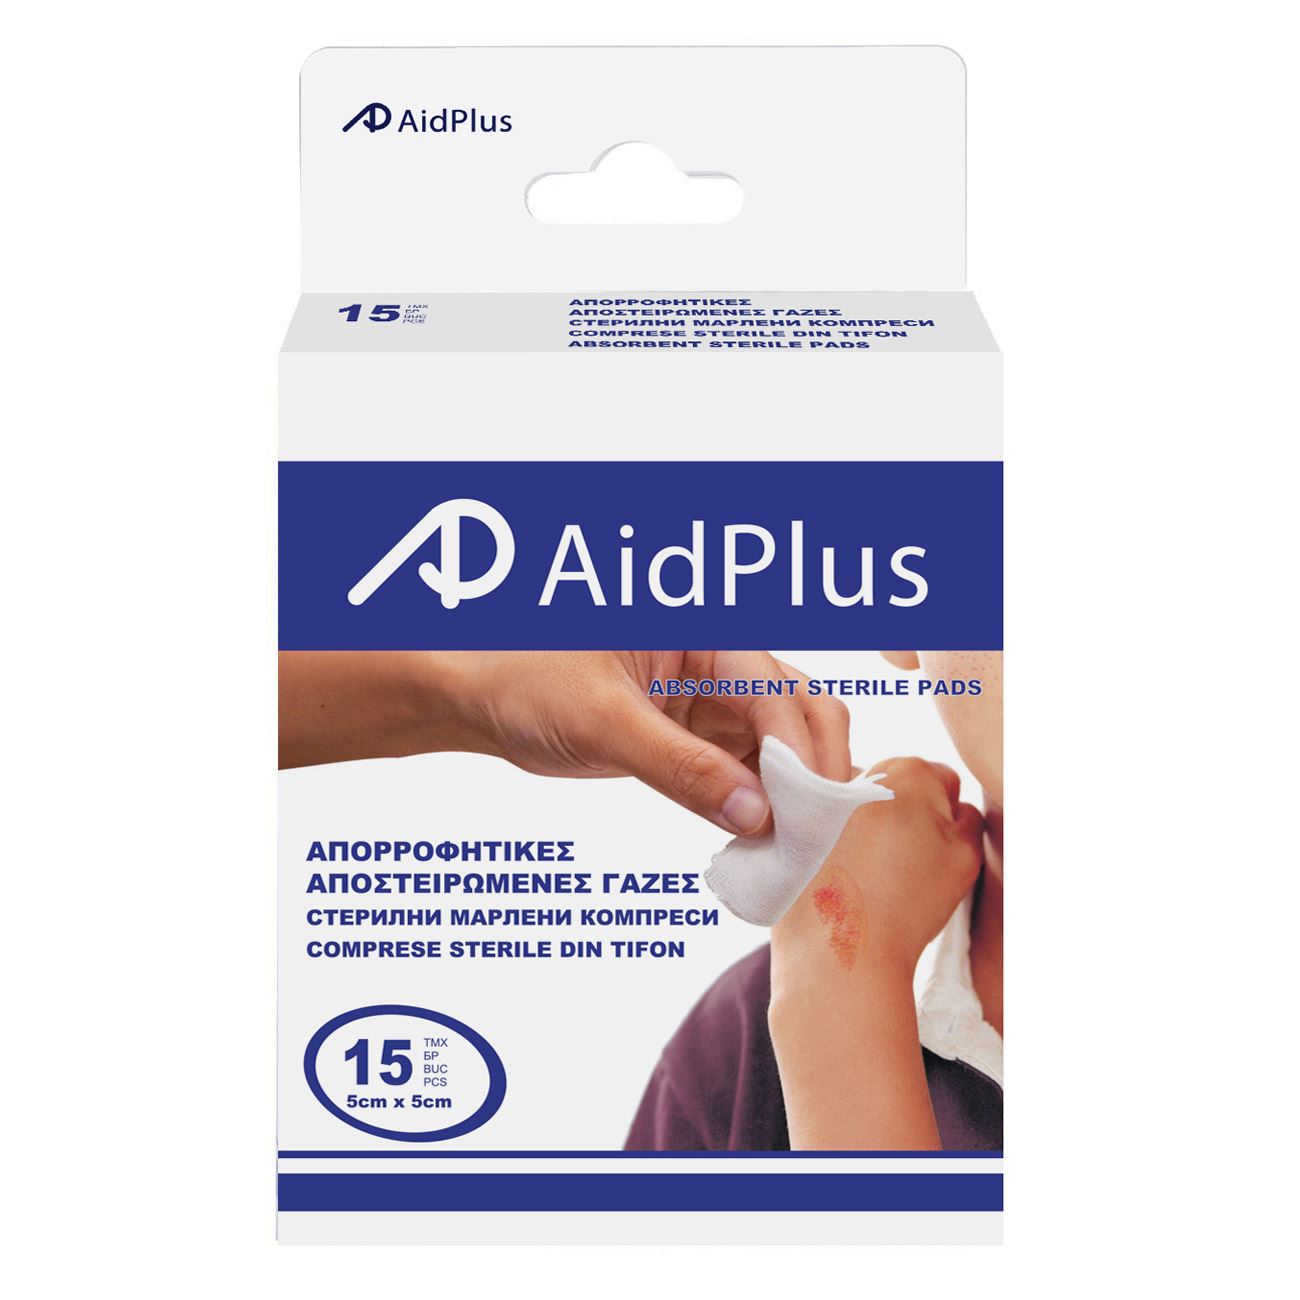 AidPlus
15 ΤΜΧ
БР
BUC
PCS
ΑΠΟΡΡΟΦΗΤΙΚΕΣ
ΑΠΟΣΤΕΙΡΩΜΕΝΕΣ ΓΑΖΕΣ
СТЕРИЛНИ МАРЛЕНИ КОМПРЕСИ
COMPRESE STERILE DIN TIFON
ABSORBENT STERILE PADS
AidPlus
ABSORBENT STERILE PADS
ΑΠΟΡΡΟΦΗΤΙΚΕΣ
ΑΠΟΣΤΕΙΡΩΜΕΝΕΣ ΓΑΖΕΣ
СТЕРИЛНИ МАРЛЕНИ КОМПРЕСИ
COMPRESE STERILE DIN TIFON
15 ΤΜΧ
БР
BUC
PCS
5cm x 5cm